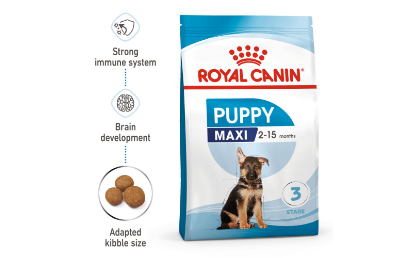 Strong
immune system
Brain
development
Adapted
kibble size
ROYAL CANIN
PUPPY
MAXI 2-15 months
3
STAGE